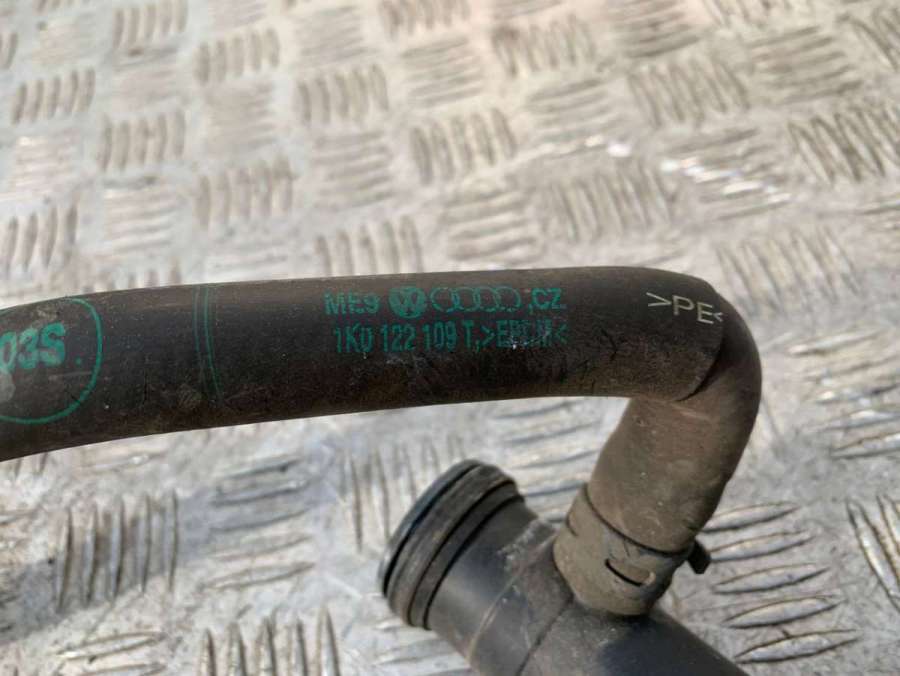 03S
ME9 ,CZ
1K0 122 109 T,>EPDM<
>PE<